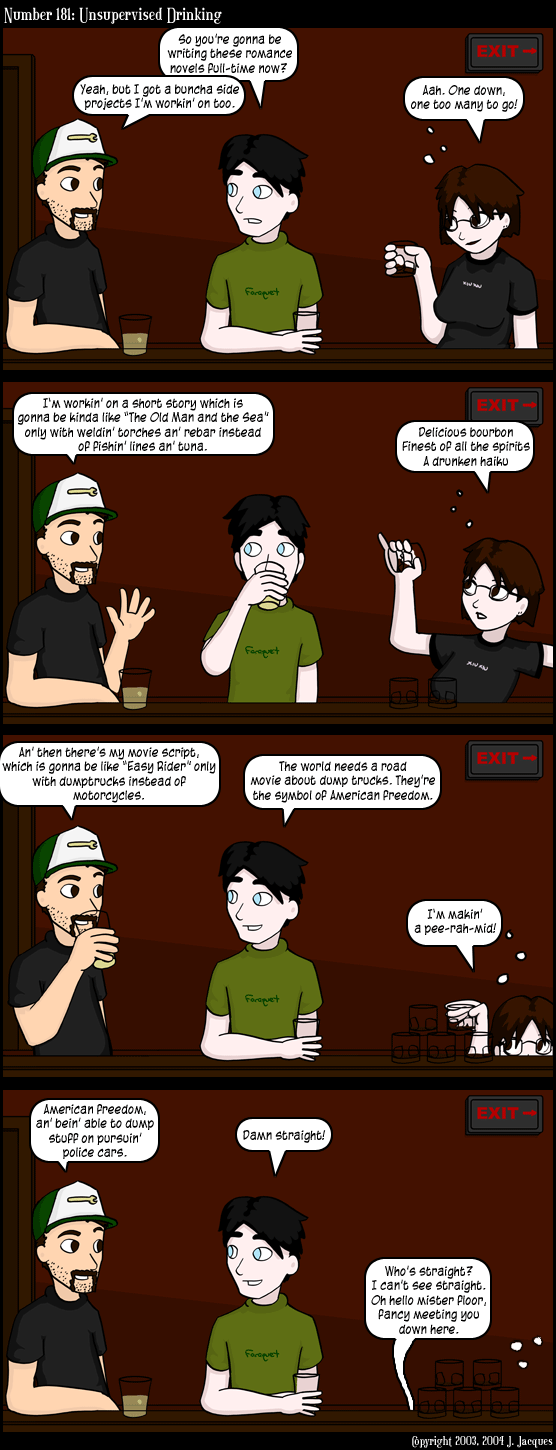 Number 181: Unsupervised Drinking
So you're gonna be
writing these romance
novels full-time now?
Yeah, but I got a buncha side
projects I'm workin' on too.
Aah. One down,
one too many to go!
EXIT →
Farquet
I'm workin' on a short story which is
gonna be kinda like "The Old Man and the Sea"
only with weldin' torches an' rebar instead
of fishin' lines an' tuna.
Delicious bourbon
Finest of all the spirits
A drunken haiku
EXIT →
Farquet
An' then there's my movie script,
which is gonna be like "Easy Rider" only
with dumptrucks instead of
motorcycles.
The world needs a road
movie about dump trucks. They're
the symbol of American freedom.
I'm makin'
a pee-rah-mid!
EXIT →
Farquet
American freedom,
an' bein' able to dump
stuff on pursuin'
police cars.
Damn straight!
Who's straight?
I can't see straight.
Oh hello Mister Floor,
fancy meeting you
down here.
EXIT →
Farquet
Copyright 2003, 2004 J. Jacques